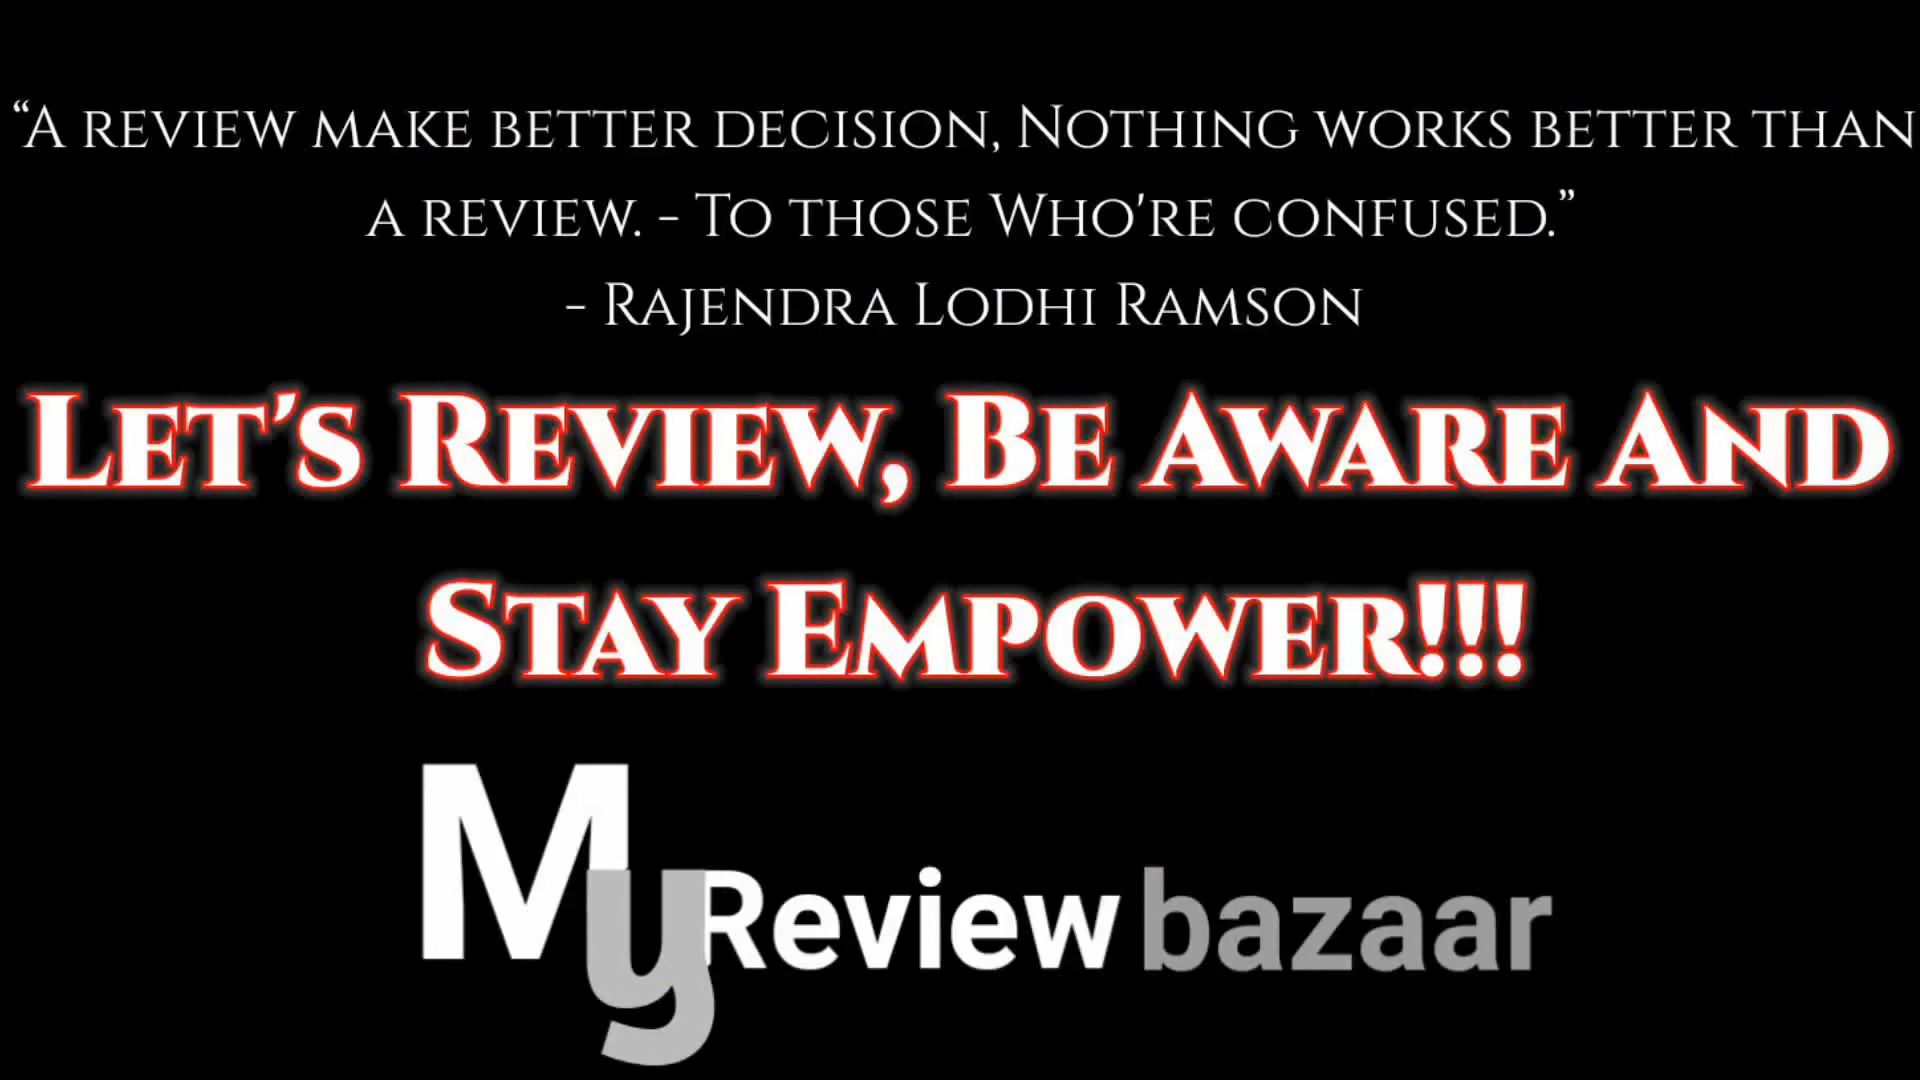 “A review make better decision, Nothing works better than
a review. - To those Who're confused.”
- Rajendra Lodhi Ramson
Let's Review, Be Aware And
Stay Empower!!!
My Review bazaar